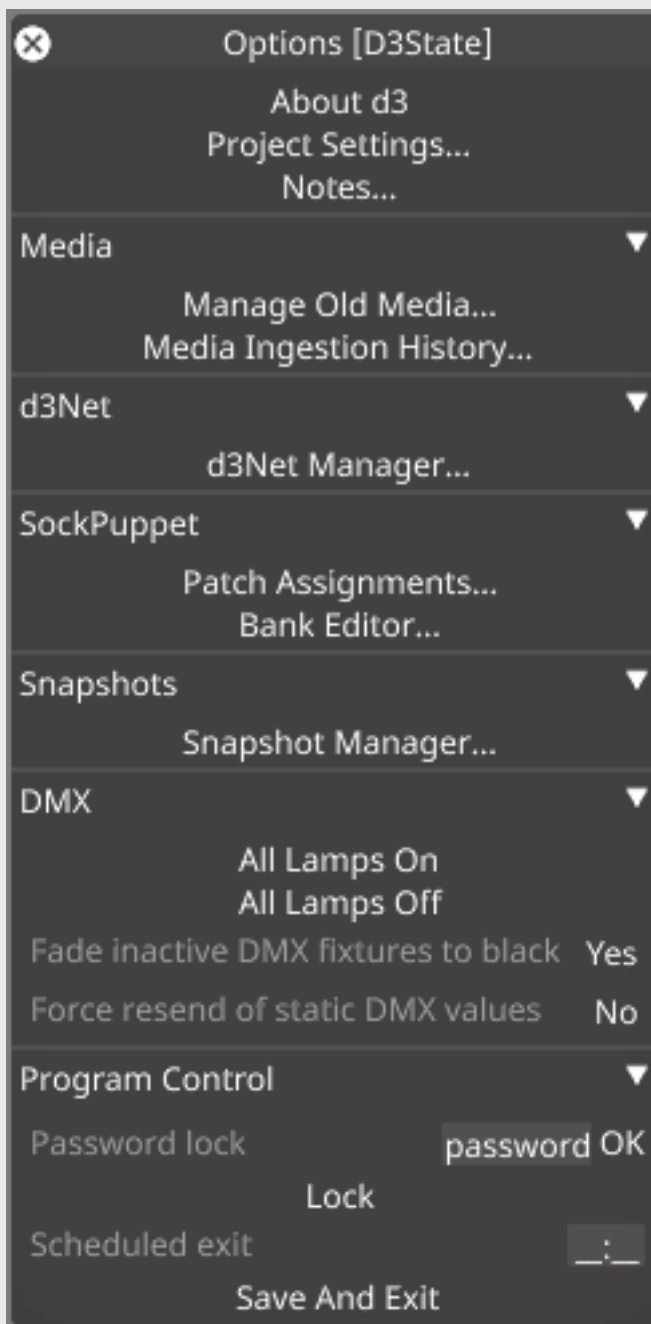 Options [D3State]
About d3
Project Settings...
Notes...
Media
Manage Old Media...
Media Ingestion History...
d3Net
d3Net Manager...
SockPuppet
Patch Assignments...
Bank Editor...
Snapshots
Snapshot Manager...
DMX
All Lamps On
All Lamps Off
Fade inactive DMX fixtures to black Yes
Force resend of static DMX values No
Program Control
Password lock password OK
Lock
Scheduled exit __:__
Save And Exit